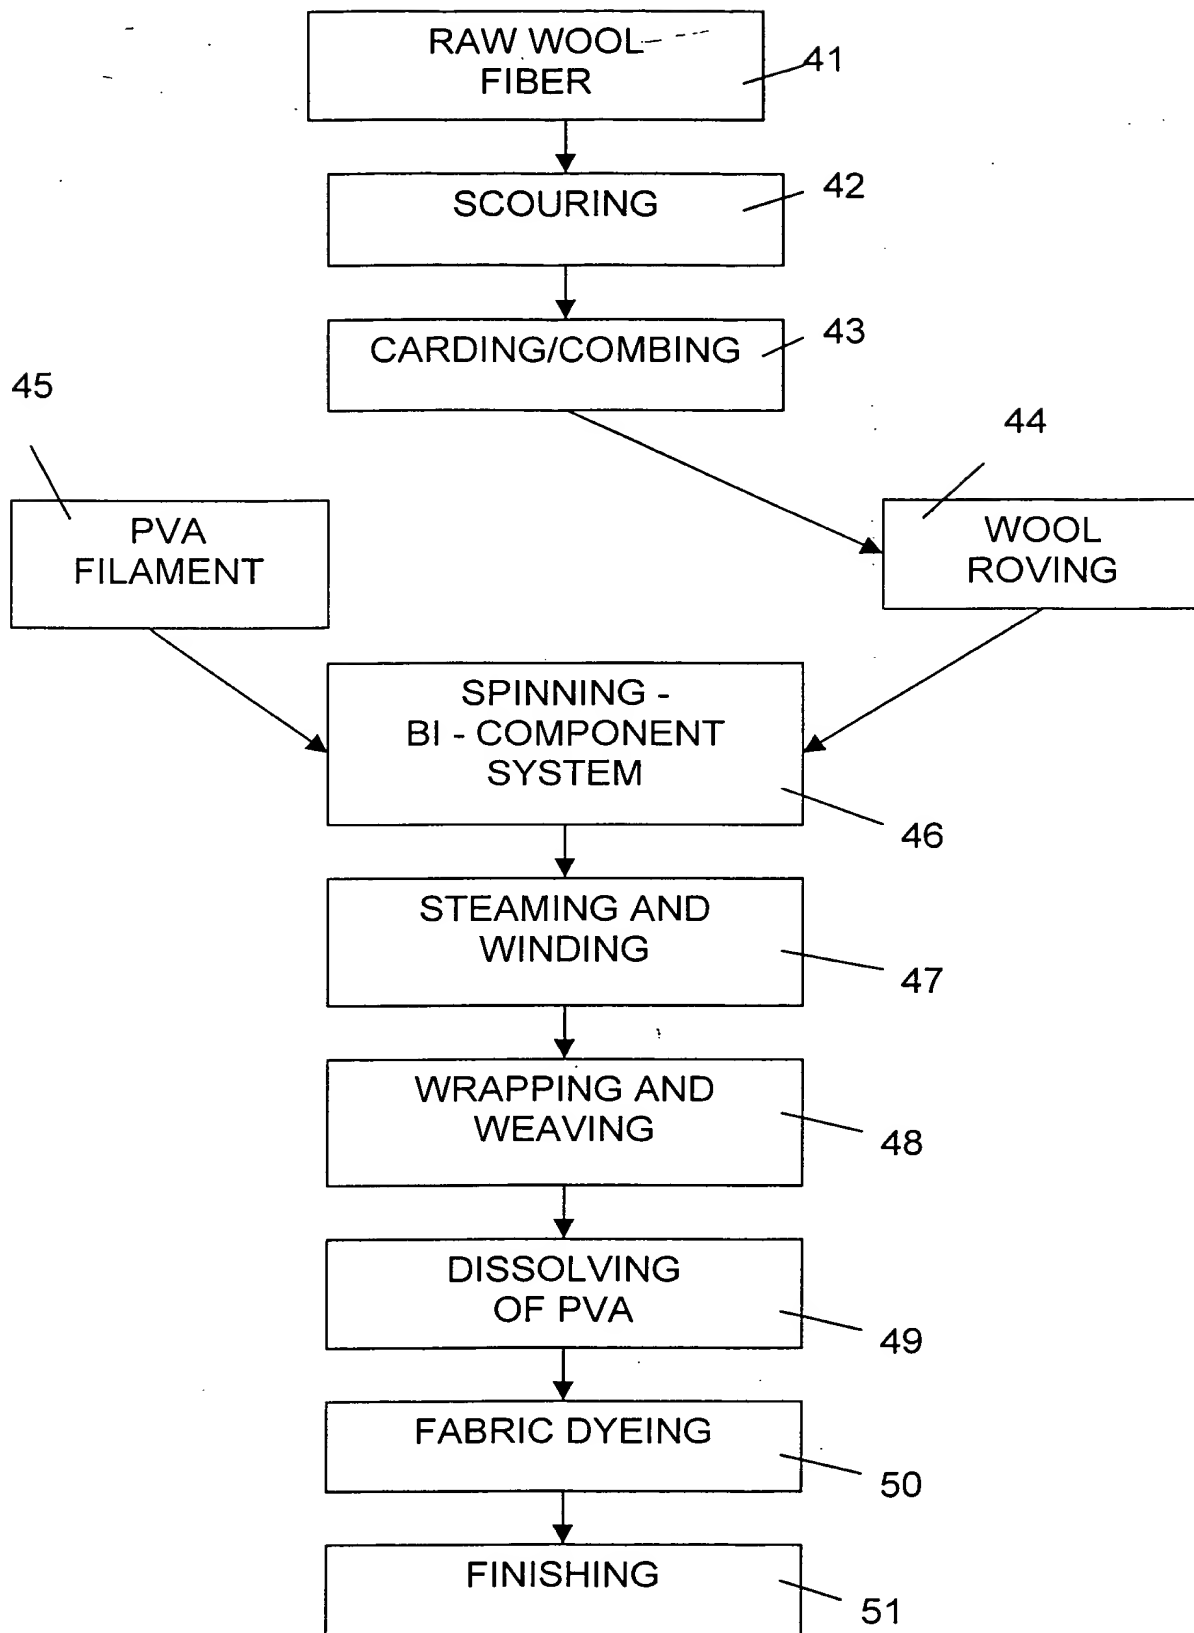 RAW WOOL
FIBER
41
SCOURING
42
CARDING/COMBING
43
45
44
PVA
FILAMENT
WOOL
ROVING
SPINNING -
BI - COMPONENT
SYSTEM
46
STEAMING AND
WINDING
47
WRAPPING AND
WEAVING
48
DISSOLVING
OF PVA
49
FABRIC DYEING
50
FINISHING
51